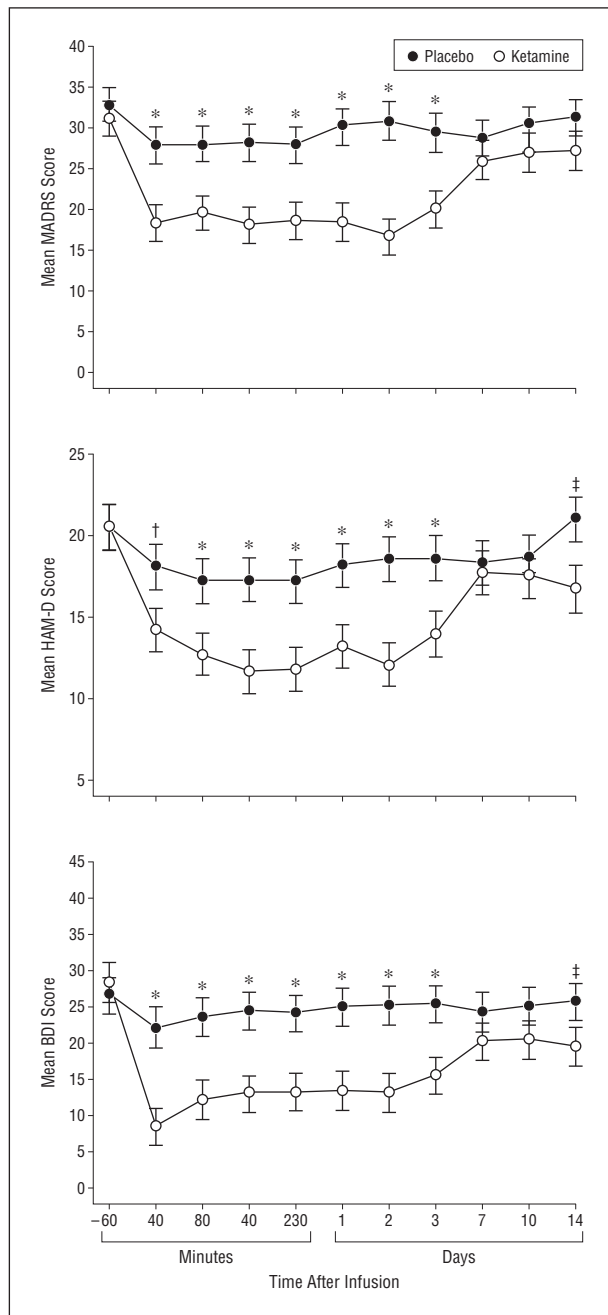 Placebo Ketamine
Mean MADRS Score
40
35
30
25
20
15
10
5
0
* * * * * * *
Mean HAM-D Score
25
20
15
10
5
† * * * * * * ‡
Mean BDI Score
45
40
35
30
25
20
15
10
5
0
* * * * * * * ‡
–60 40 80 40 230 1 2 3 7 10 14
Minutes Days
Time After Infusion